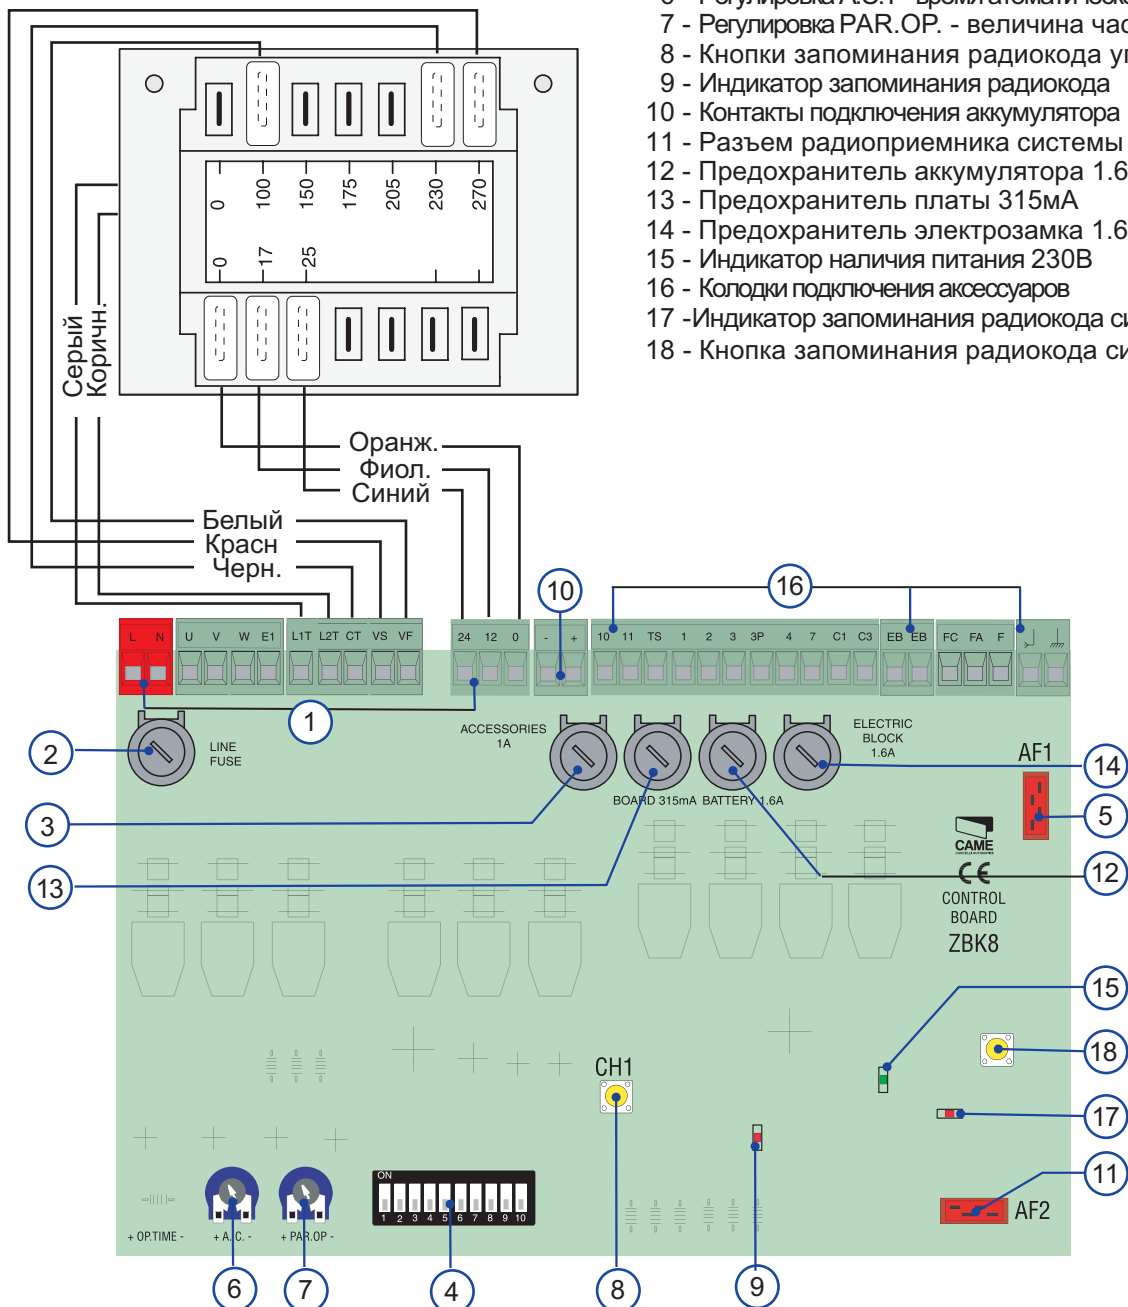 7 - Регулировка PAR.OP. - величина
8 - Кнопки запоминания радиокода
9 - Индикатор запоминания радиокода
10 - Контакты подключения аккумулятора
11 - Разъем радиоприемника системы
12 - Предохранитель аккумулятора 1.6
13 - Предохранитель платы 315мА
14 - Предохранитель электрозамка 1.6
15 - Индикатор наличия питания 230В
16 - Колодки подключения аксессуаров
17 -Индикатор запоминания радиокода
18 - Кнопка запоминания радиокода
0 100 150 175 205 230 270
0 17 25
Серый
Коричн.
Оранж.
Фиол.
Синий
Белый
Красн
Черн.
10
16
L N U V W E1 L1T L2T CT VS VF 24 12 0 - + 10 11 TS 1 2 3 3P 4 7 C1 C3 EB EB FC FA F
1
2
LINE
FUSE
ACCESSORIES
1A
ELECTRIC
BLOCK
1.6A
AF1
14
3
BOARD 315mA BATTERY 1.6A
5
13
CAME
CE
12
CONTROL
BOARD
ZBK8
15
18
CH1
17
11
ON
1 2 3 4 5 6 7 8 9 10
AF2
+ OP.TIME - + A.C. - + PAR.OP -
6
7
4
8
9